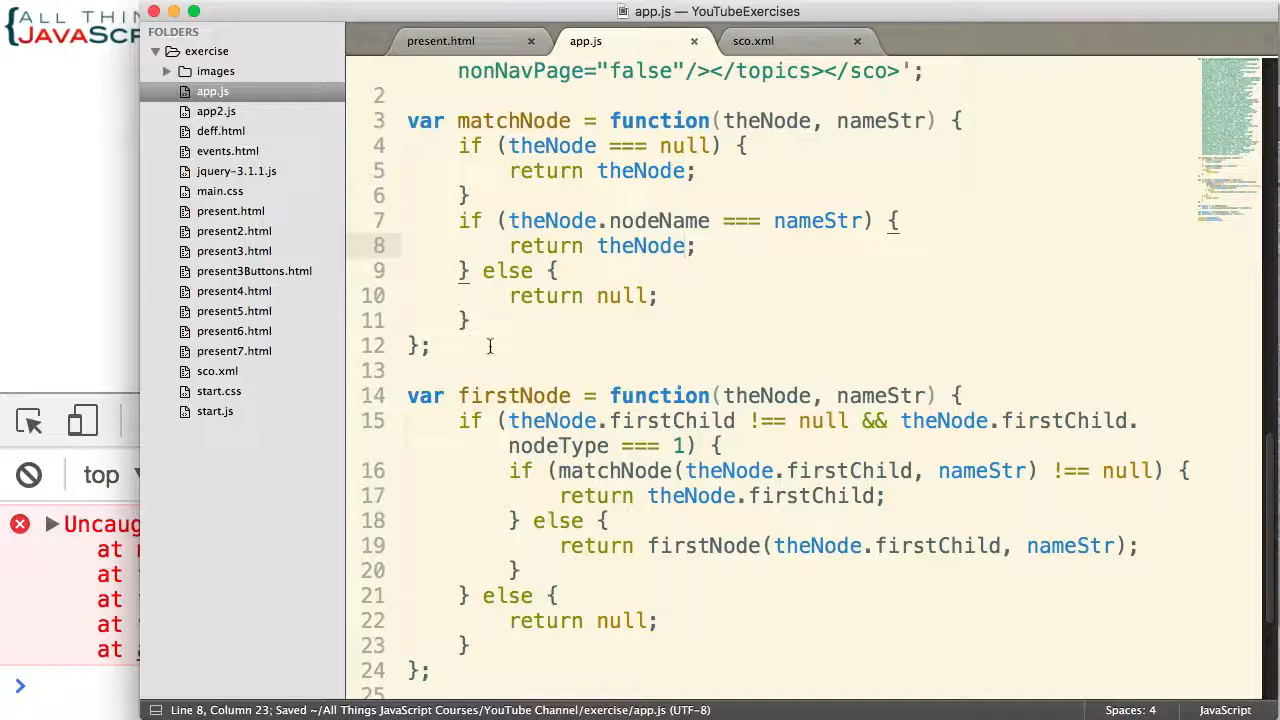 ALL THIN
JAVASCR
app.js — YouTubeExercises
FOLDERS
exercise
images
app.js
app2.js
deff.html
events.html
jquery-3.1.1.js
main.css
present.html
present2.html
present3.html
present3Buttons.html
present4.html
present5.html
present6.html
present7.html
sco.xml
start.css
start.js
present.html ×
app.js ×
sco.xml ×
nonNavPage="false"/></topics></sco>';
2
3 var matchNode = function(theNode, nameStr) {
4 if (theNode === null) {
5 return theNode;
6 }
7 if (theNode.nodeName === nameStr) {
8 return theNode;
9 } else {
10 return null;
11 }
12 };
13
14 var firstNode = function(theNode, nameStr) {
15 if (theNode.firstChild !== null && theNode.firstChild.
nodeType === 1) {
16 if (matchNode(theNode.firstChild, nameStr) !== null) {
17 return theNode.firstChild;
18 } else {
19 return firstNode(theNode.firstChild, nameStr);
20 }
21 } else {
22 return null;
23 }
24 };
25
top
Uncaug
at
at
at
at
at
Line 8, Column 23; Saved ~/All Things JavaScript Courses/YouTube Channel/exercise/app.js (UTF-8)
Spaces: 4
JavaScript